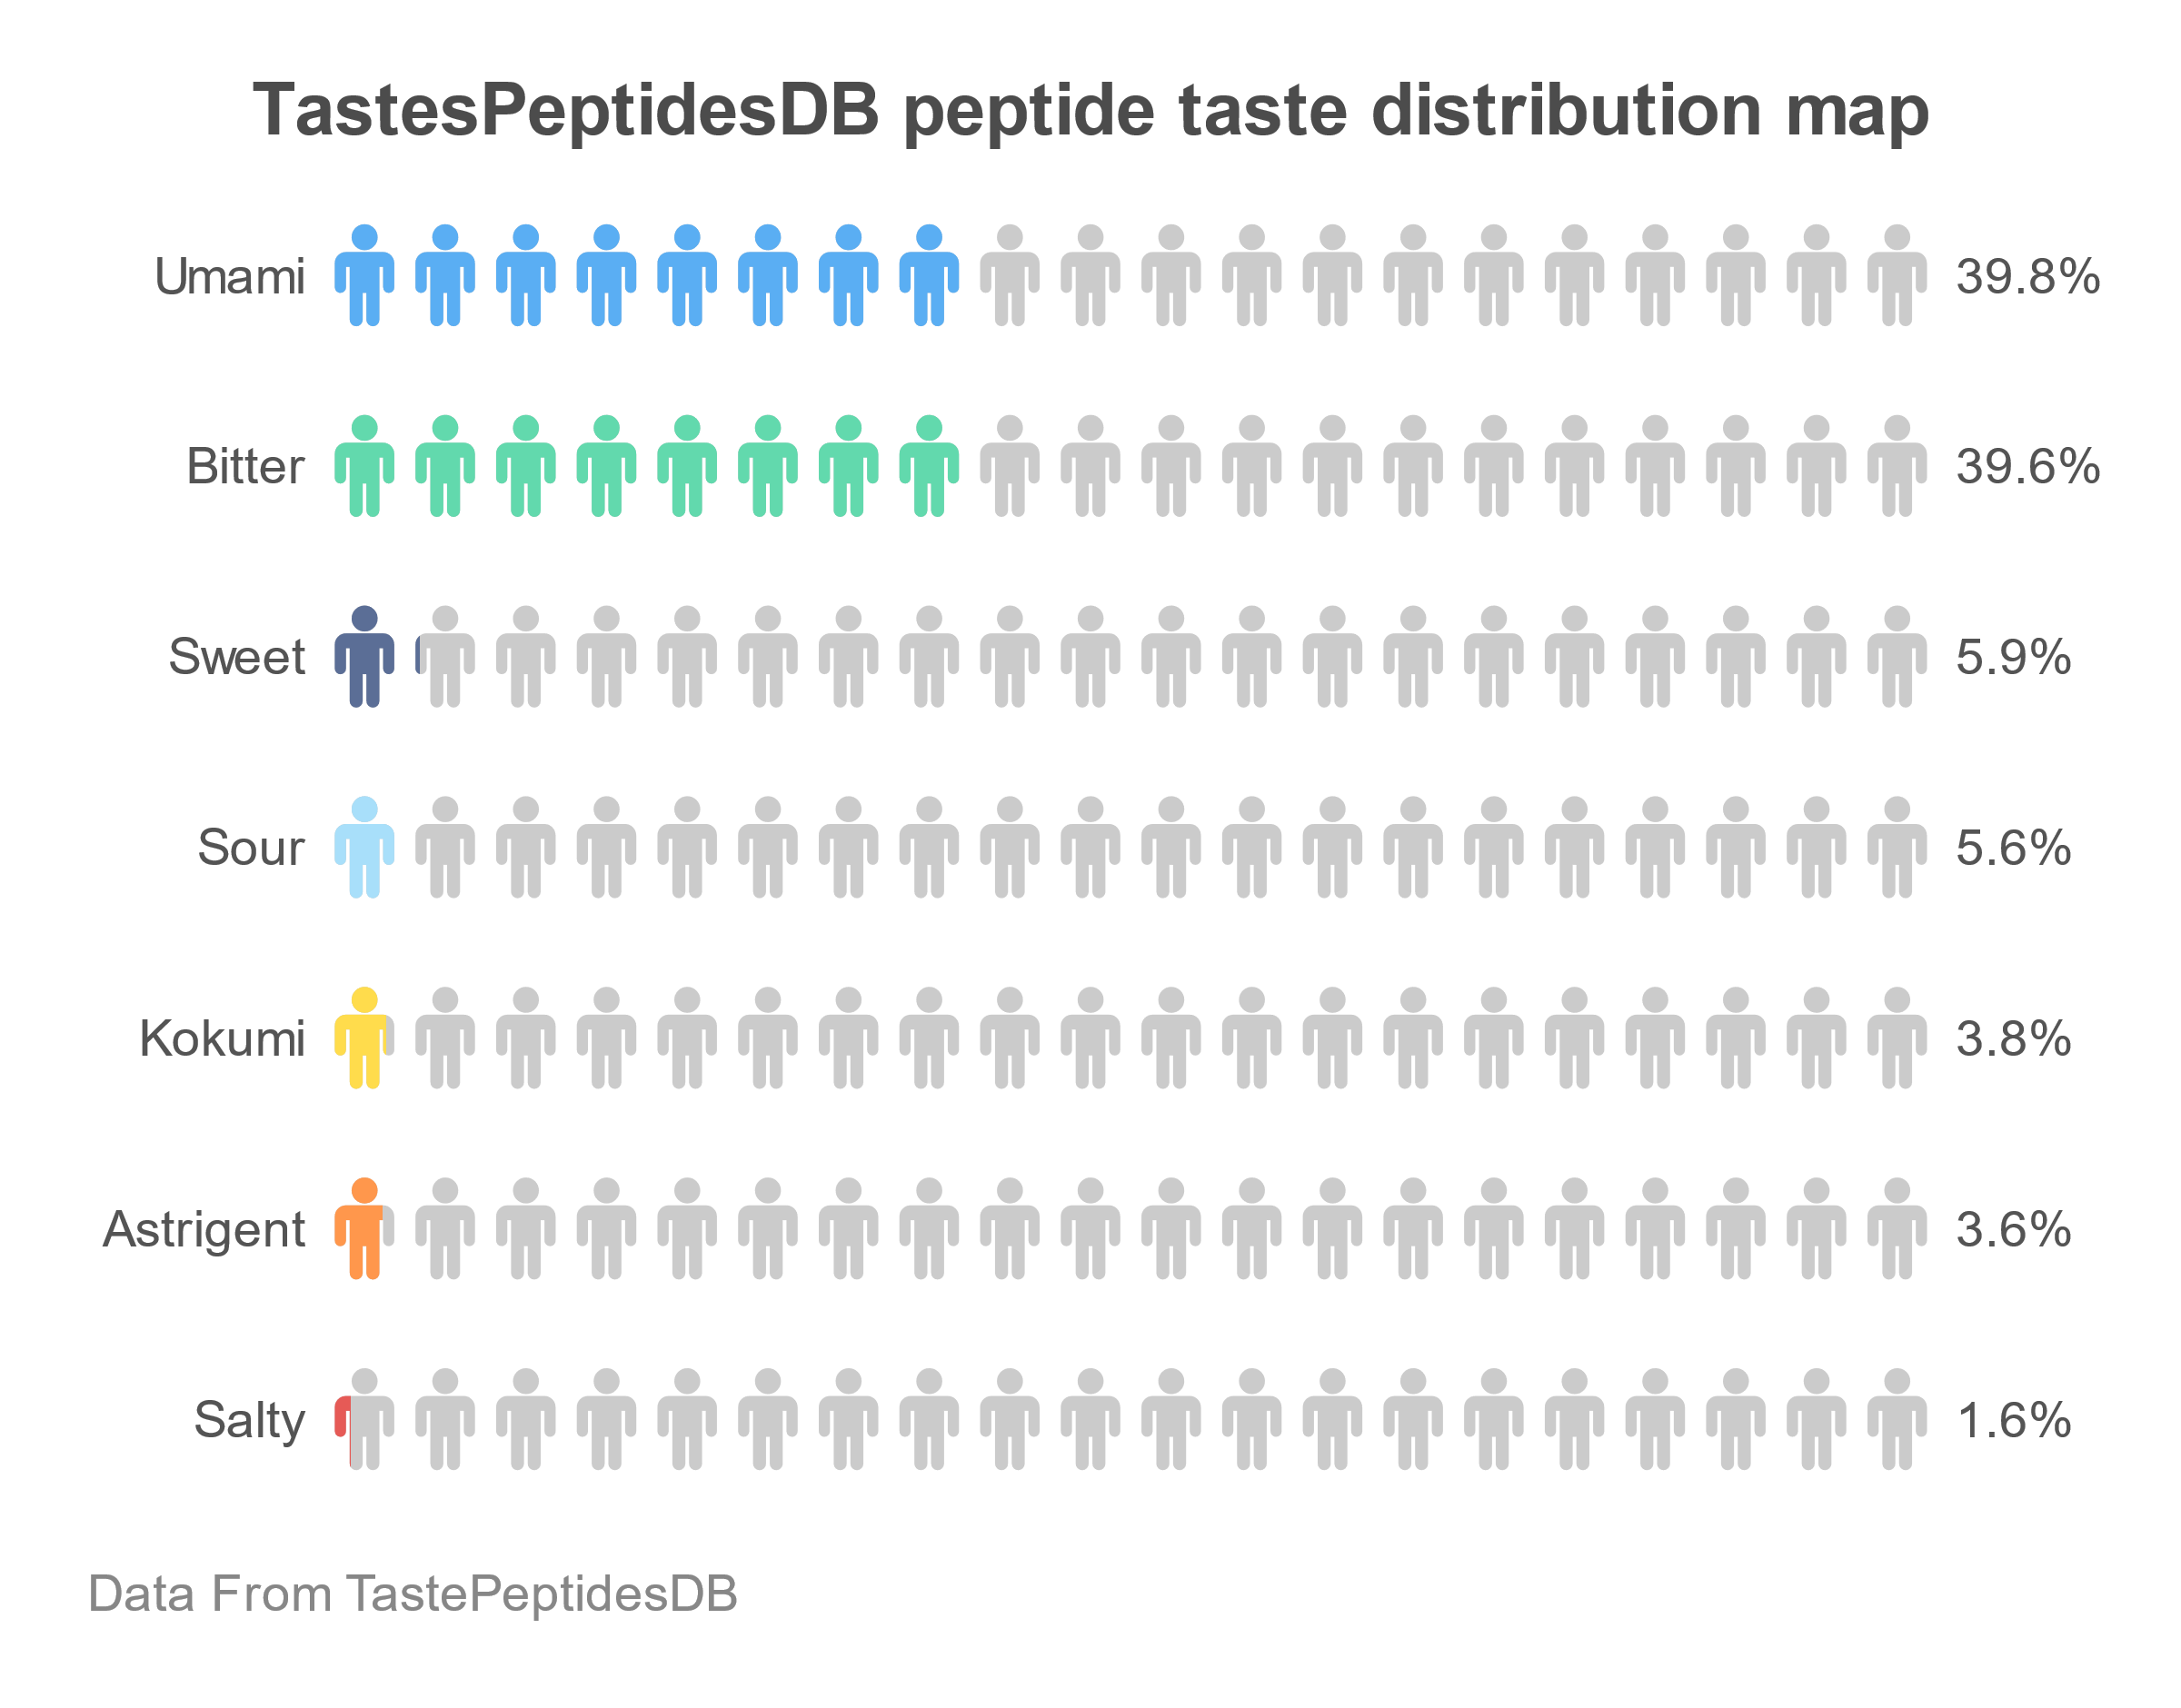 TastesPeptidesDB peptide taste distribution map
Umami 39.8%
Bitter 39.6%
Sweet 5.9%
Sour 5.6%
Kokumi 3.8%
Astrigent 3.6%
Salty 1.6%
Data From TastePeptidesDB